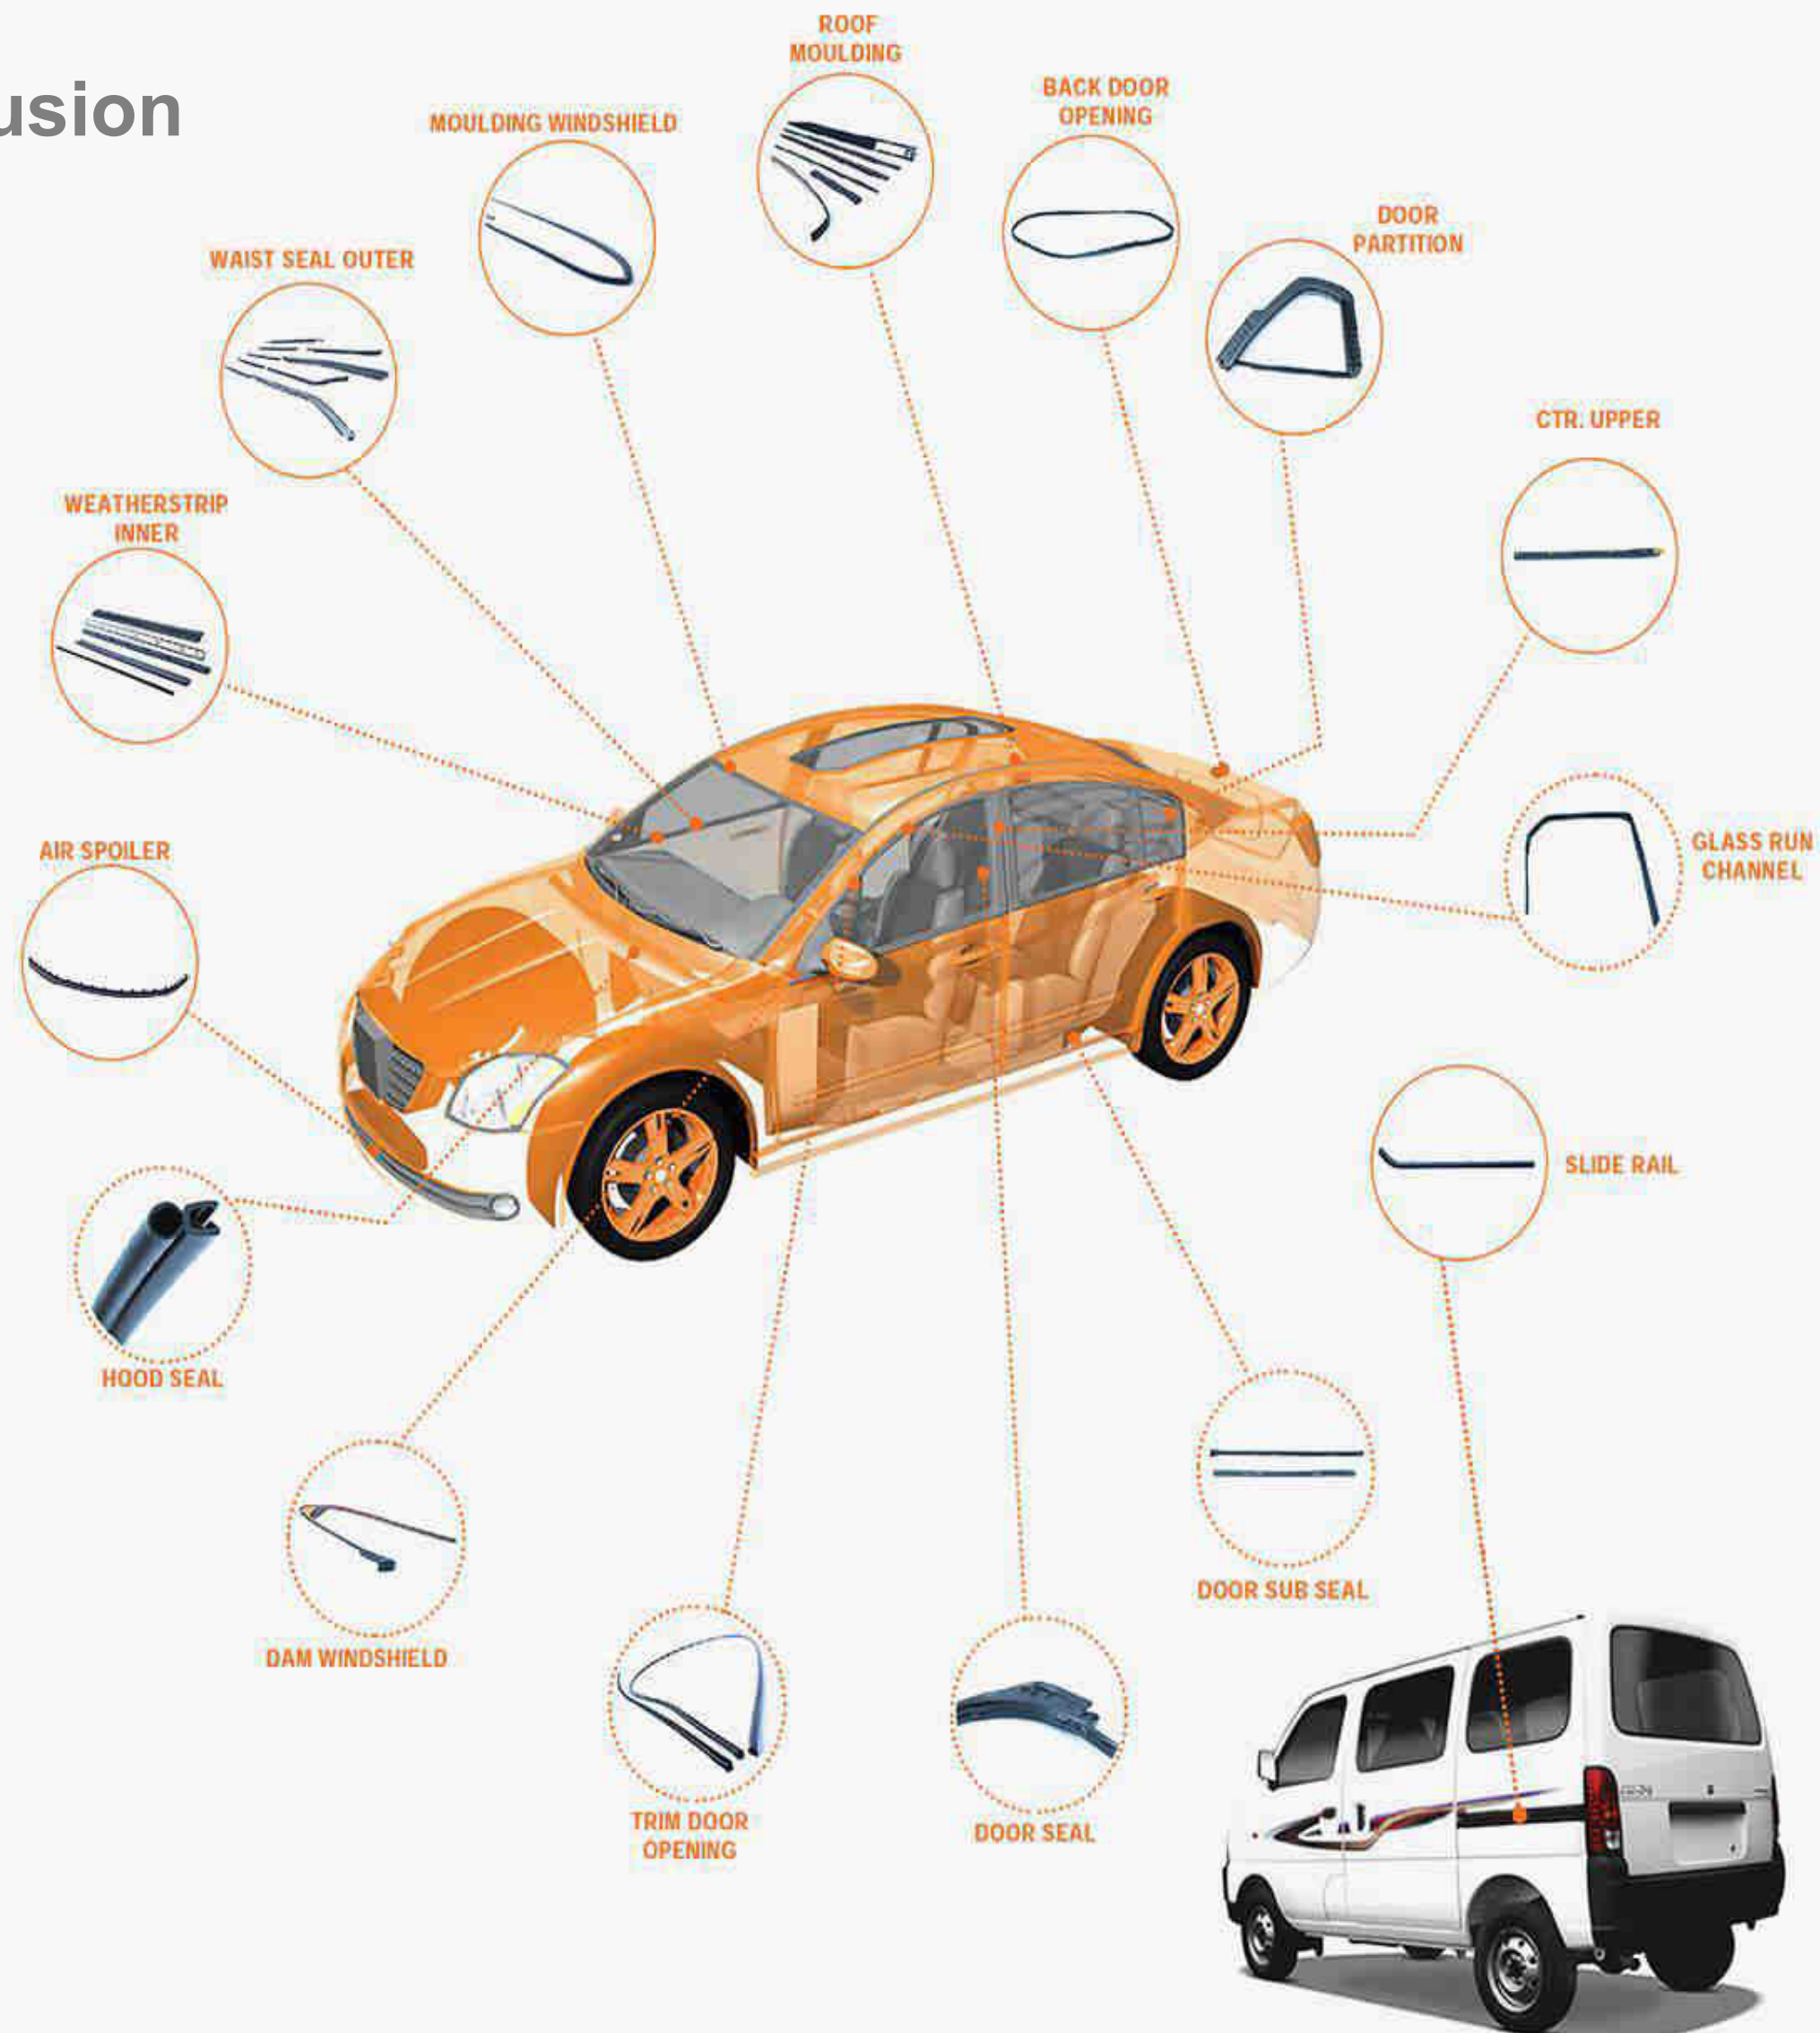 usion
ROOF
MOULDING
BACK DOOR
OPENING
MOULDING WINDSHIELD
DOOR
PARTITION
WAIST SEAL OUTER
CTR. UPPER
WEATHERSTRIP
INNER
GLASS RUN
CHANNEL
AIR SPOILER
SLIDE RAIL
HOOD SEAL
DOOR SUB SEAL
DAM WINDSHIELD
TRIM DOOR
OPENING
DOOR SEAL